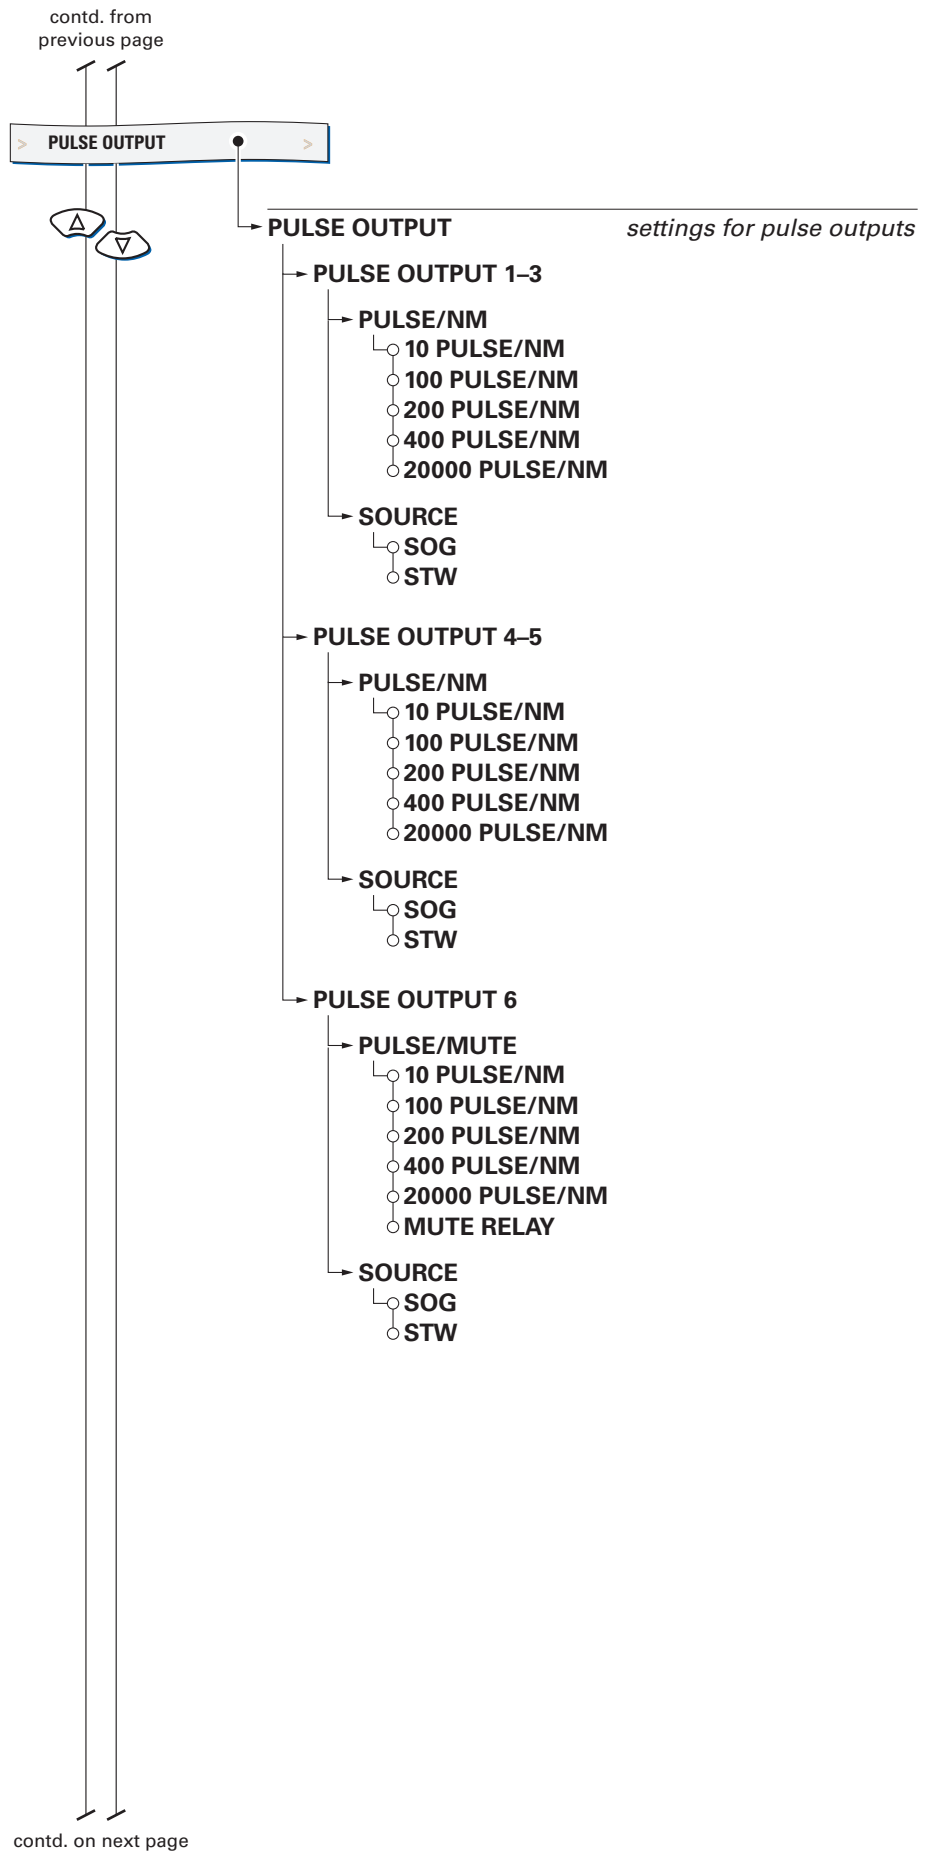 contd. from
previous page
> PULSE OUTPUT >
PULSE OUTPUT settings for pulse outputs
PULSE OUTPUT 1–3
PULSE/NM
10 PULSE/NM
100 PULSE/NM
200 PULSE/NM
400 PULSE/NM
20000 PULSE/NM
SOURCE
SOG
STW
PULSE OUTPUT 4–5
PULSE/NM
10 PULSE/NM
100 PULSE/NM
200 PULSE/NM
400 PULSE/NM
20000 PULSE/NM
SOURCE
SOG
STW
PULSE OUTPUT 6
PULSE/MUTE
10 PULSE/NM
100 PULSE/NM
200 PULSE/NM
400 PULSE/NM
20000 PULSE/NM
MUTE RELAY
SOURCE
SOG
STW
contd. on next page